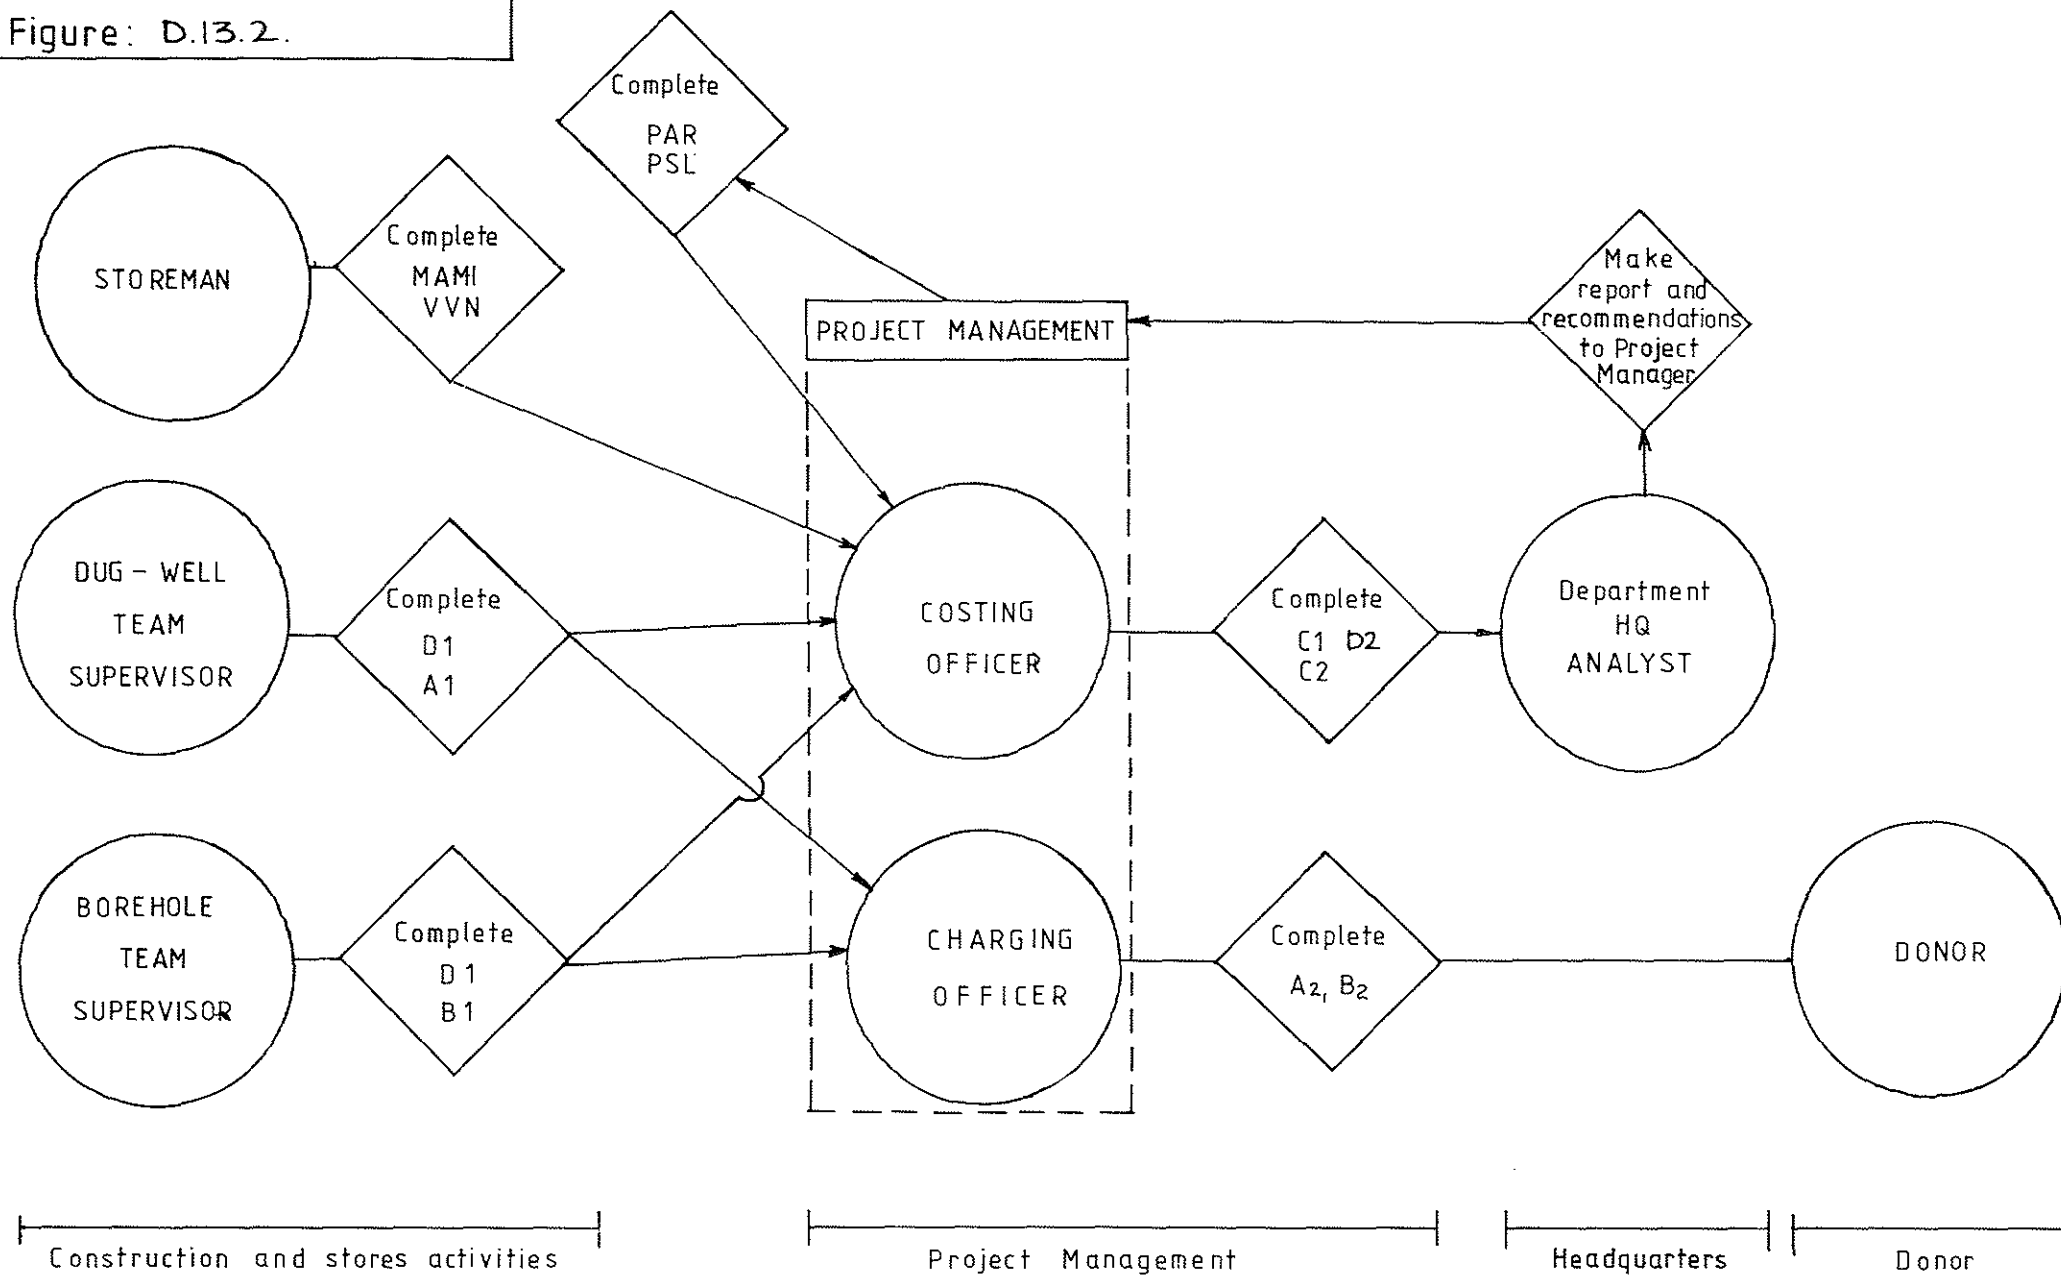 Figure: D.13.2.
Complete
PAR
PSL
STOREMAN
Complete
MAMI
VVN
PROJECT MANAGEMENT
Make
report and
recommendations
to Project
Manager
DUG - WELL
TEAM
SUPERVISOR
Complete
D1
A1
COSTING
OFFICER
Complete
C1 D2
C2
Department
HQ
ANALYST
BOREHOLE
TEAM
SUPERVISOR
Complete
D1
B1
CHARGING
OFFICER
Complete
A2, B2
DONOR
Construction and stores activities
Project Management
Headquarters
Donor